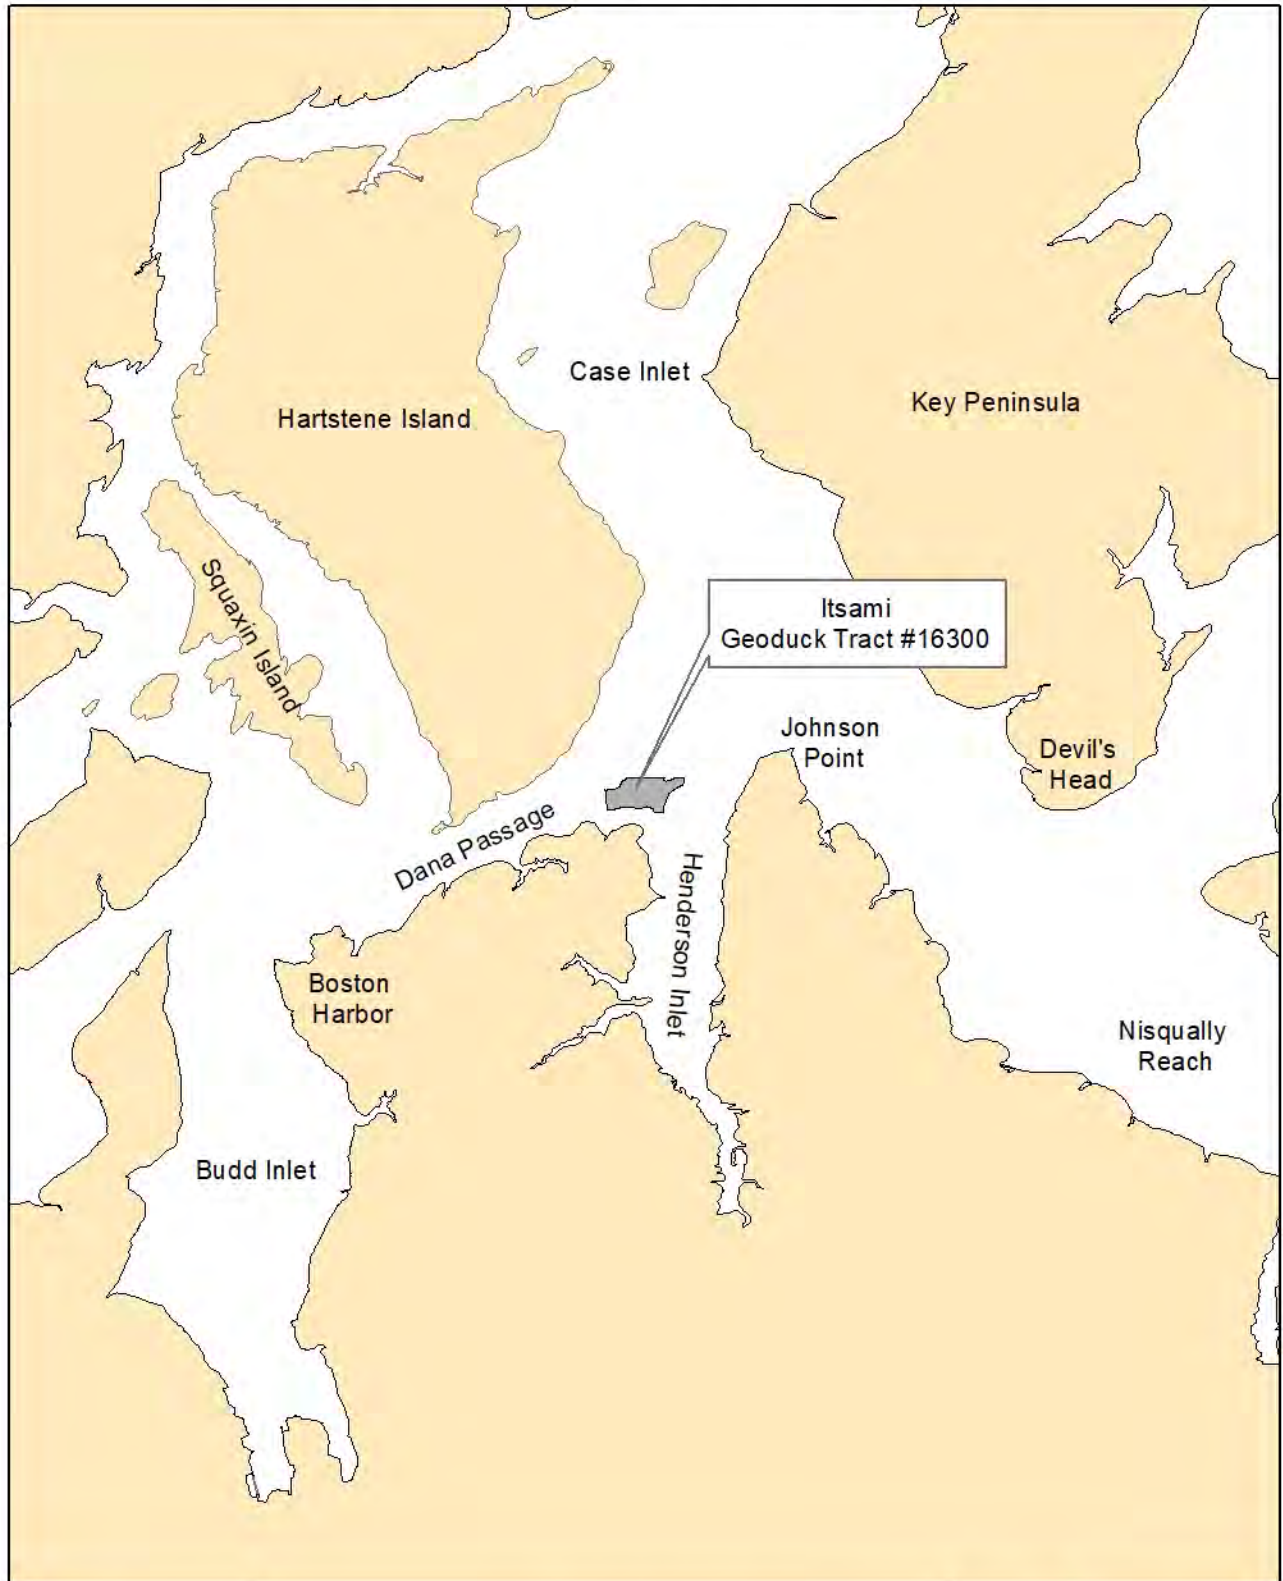 Case Inlet
Key Peninsula
Hartstene Island
Itsami
Geoduck Tract #16300
Squaxin Island
Johnson
Point
Devil's
Head
Dana Passage
Henderson Inlet
Boston
Harbor
Nisqually
Reach
Budd Inlet